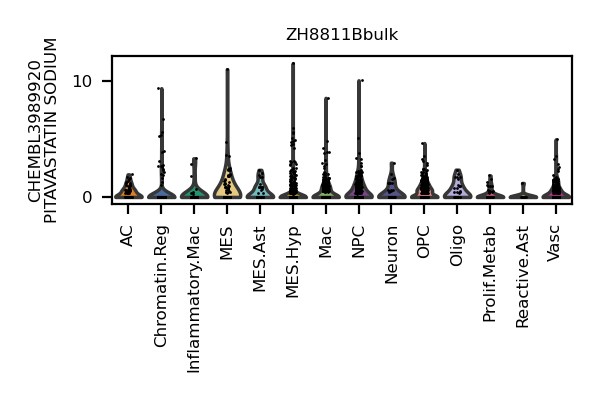 ZH8811Bbulk
CHEMBL3989920
PITAVASTATIN SODIUM
10
0
AC
Chromatin.Reg
Inflammatory.Mac
MES
MES.Ast
MES.Hyp
Mac
NPC
Neuron
OPC
Oligo
Prolif.Metab
Reactive.Ast
Vasc